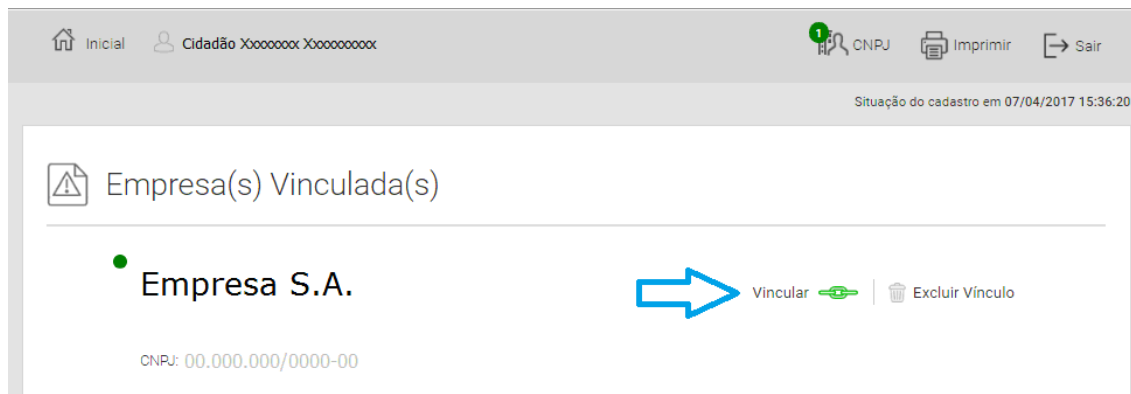 Inicial Cidadão Xxxxxxxx Xxxxxxxxxx 1 CNPJ Imprimir Sair
Situação do cadastro em 07/04/2017 15:36:20
Empresa(s) Vinculada(s)
Empresa S.A.
Vincular Excluir Vínculo
CNPJ: 00.000.000/0000-00